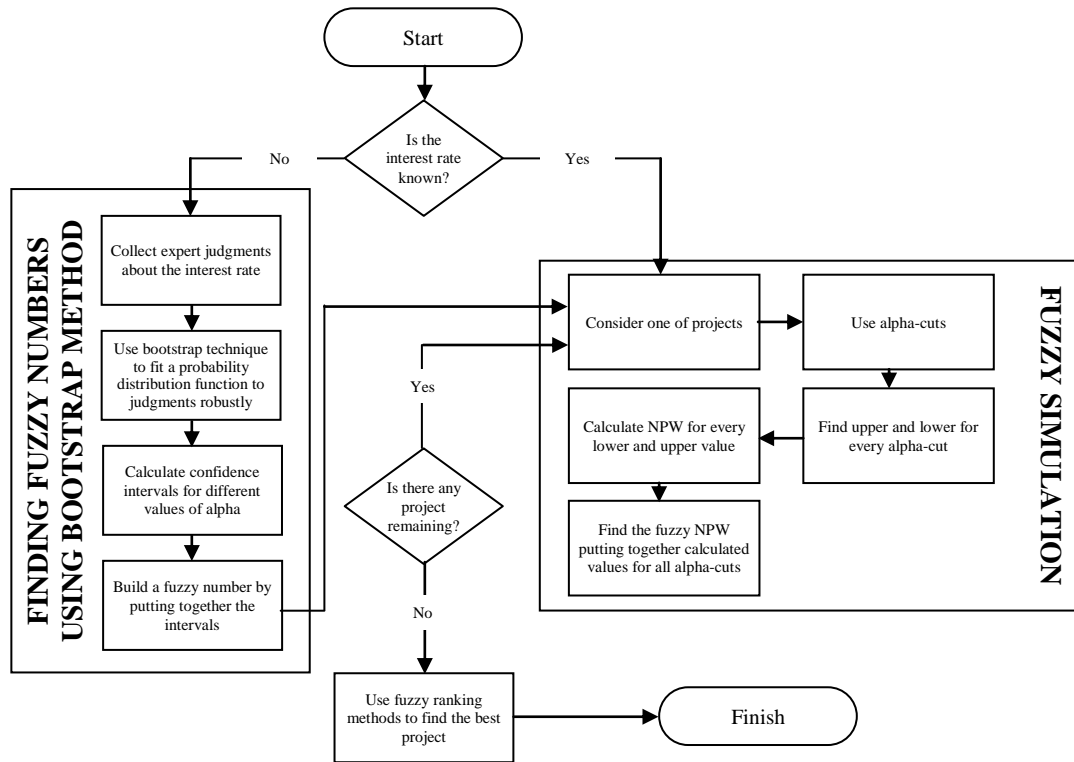 Start
Is the
interest rate
known?
No
Yes
FINDING FUZZY NUMBERS
USING BOOTSTRAP METHOD
Collect expert judgments
about the interest rate
Use bootstrap technique
to fit a probability
distribution function to
judgments robustly
Calculate confidence
intervals for different
values of alpha
Build a fuzzy number by
putting together the
intervals
FUZZY SIMULATION
Consider one of projects
Use alpha-cuts
Find upper and lower for
every alpha-cut
Calculate NPW for every
lower and upper value
Find the fuzzy NPW
putting together calculated
values for all alpha-cuts
Yes
Is there any
project
remaining?
No
Use fuzzy ranking
methods to find the best
project
Finish